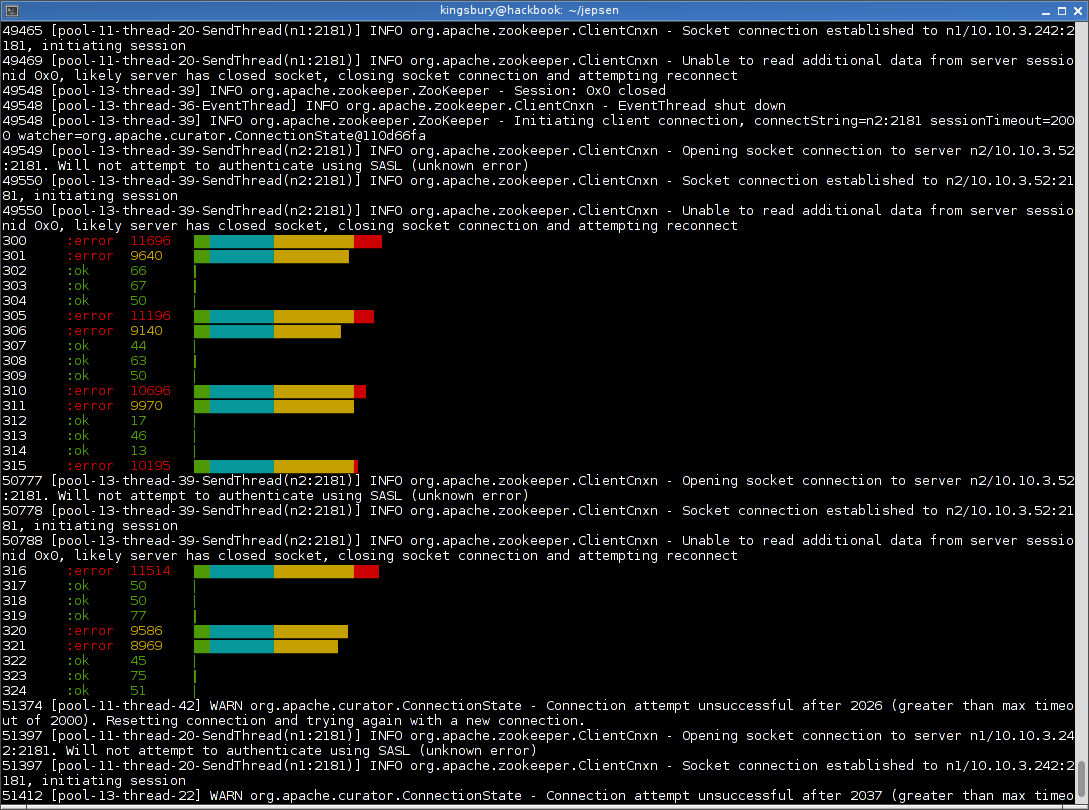 kingsbury@hackbook: ~/jepsen
49465 [pool-11-thread-20-SendThread(n1:2181)] INFO org.apache.zookeeper.ClientCnxn - Socket connection established to n1/10.10.3.242:2
181, initiating session
49469 [pool-11-thread-20-SendThread(n1:2181)] INFO org.apache.zookeeper.ClientCnxn - Unable to read additional data from server sessio
nid 0x0, likely server has closed socket, closing socket connection and attempting reconnect
49548 [pool-13-thread-39] INFO org.apache.zookeeper.ZooKeeper - Session: 0x0 closed
49548 [pool-13-thread-36-EventThread] INFO org.apache.zookeeper.ClientCnxn - EventThread shut down
49548 [pool-13-thread-39] INFO org.apache.zookeeper.ZooKeeper - Initiating client connection, connectString=n2:2181 sessionTimeout=200
0 watcher=org.apache.curator.ConnectionState@110d66fa
49549 [pool-13-thread-39-SendThread(n2:2181)] INFO org.apache.zookeeper.ClientCnxn - Opening socket connection to server n2/10.10.3.52
:2181. Will not attempt to authenticate using SASL (unknown error)
49550 [pool-13-thread-39-SendThread(n2:2181)] INFO org.apache.zookeeper.ClientCnxn - Socket connection established to n2/10.10.3.52:21
81, initiating session
49550 [pool-13-thread-39-SendThread(n2:2181)] INFO org.apache.zookeeper.ClientCnxn - Unable to read additional data from server sessio
nid 0x0, likely server has closed socket, closing socket connection and attempting reconnect
300 :error 11696
301 :error 9640
302 :ok 66
303 :ok 67
304 :ok 50
305 :error 11196
306 :error 9140
307 :ok 44
308 :ok 63
309 :ok 50
310 :error 10696
311 :error 9970
312 :ok 17
313 :ok 46
314 :ok 13
315 :error 10195
50777 [pool-13-thread-39-SendThread(n2:2181)] INFO org.apache.zookeeper.ClientCnxn - Opening socket connection to server n2/10.10.3.52
:2181. Will not attempt to authenticate using SASL (unknown error)
50778 [pool-13-thread-39-SendThread(n2:2181)] INFO org.apache.zookeeper.ClientCnxn - Socket connection established to n2/10.10.3.52:21
81, initiating session
50788 [pool-13-thread-39-SendThread(n2:2181)] INFO org.apache.zookeeper.ClientCnxn - Unable to read additional data from server sessio
nid 0x0, likely server has closed socket, closing socket connection and attempting reconnect
316 :error 11514
317 :ok 50
318 :ok 50
319 :ok 77
320 :error 9586
321 :error 8969
322 :ok 45
323 :ok 75
324 :ok 51
51374 [pool-11-thread-42] WARN org.apache.curator.ConnectionState - Connection attempt unsuccessful after 2026 (greater than max timeo
ut of 2000). Resetting connection and trying again with a new connection.
51397 [pool-11-thread-20-SendThread(n1:2181)] INFO org.apache.zookeeper.ClientCnxn - Opening socket connection to server n1/10.10.3.24
2:2181. Will not attempt to authenticate using SASL (unknown error)
51397 [pool-11-thread-20-SendThread(n1:2181)] INFO org.apache.zookeeper.ClientCnxn - Socket connection established to n1/10.10.3.242:2
181, initiating session
51412 [pool-13-thread-22] WARN org.apache.curator.ConnectionState - Connection attempt unsuccessful after 2037 (greater than max timeo